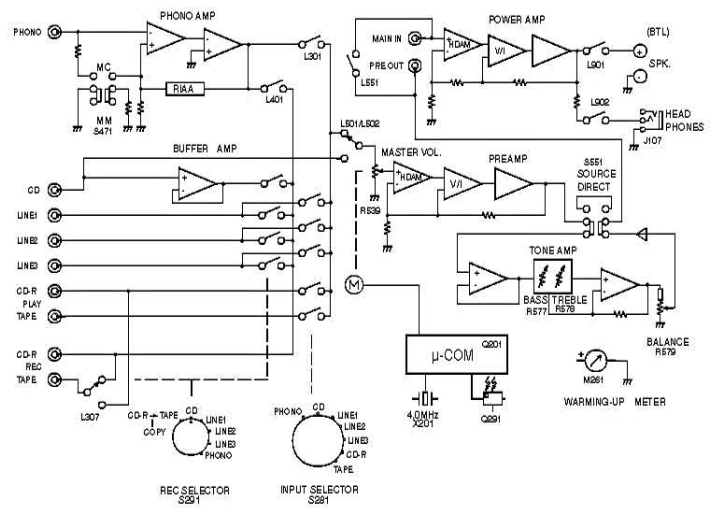 PHONO AMP
POWER AMP
PHONO
MAIN IN
HDAM
V/I
(BTL)
L301
L551
PRE OUT
L901
SPK.
MC
RIAA
L401
L902
HEAD
PHONES
J107
MM
S471
L501/L502
BUFFER AMP
MASTER VOL.
PREAMP
S551
SOURCE
DIRECT
HDAM
V/I
CD
R539
LINE1
LINE2
TONE AMP
LINE3
CD-R
PLAY
TAPE
M
BASS TREBLE
R577 R578
BALANCE
R579
CD-R
REC
TAPE
µ-COM
Q201
M261
WARMING-UP METER
L307
4.0MHz
X201
Q291
CD-R → TAPE
COPY
CD
LINE1
LINE2
LINE3
PHONO
PHONO
CD
LINE1
LINE2
LINE3
CD-R
TAPE
REC SELECTOR
S291
INPUT SELECTOR
S281